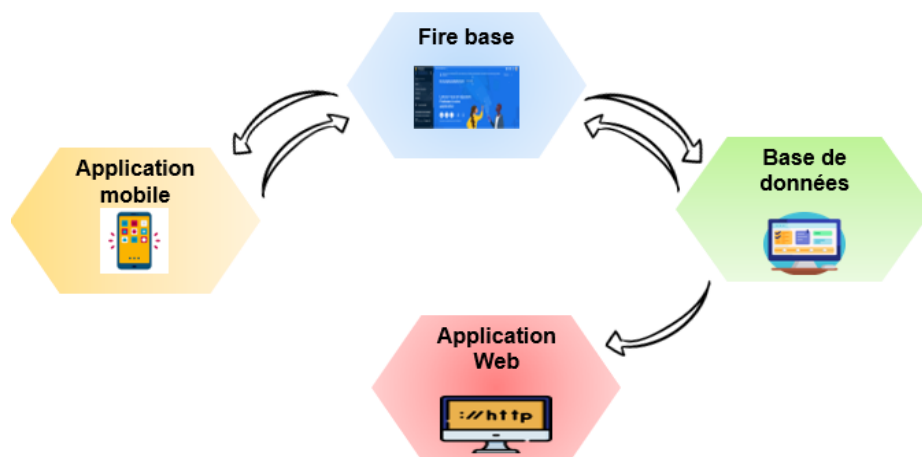 Fire base
Application
mobile
Base de
données
Application
Web
://http